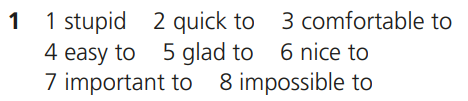 1 1 stupid 2 quick to 3 comfortable to
4 easy to 5 glad to 6 nice to
7 important to 8 impossible to